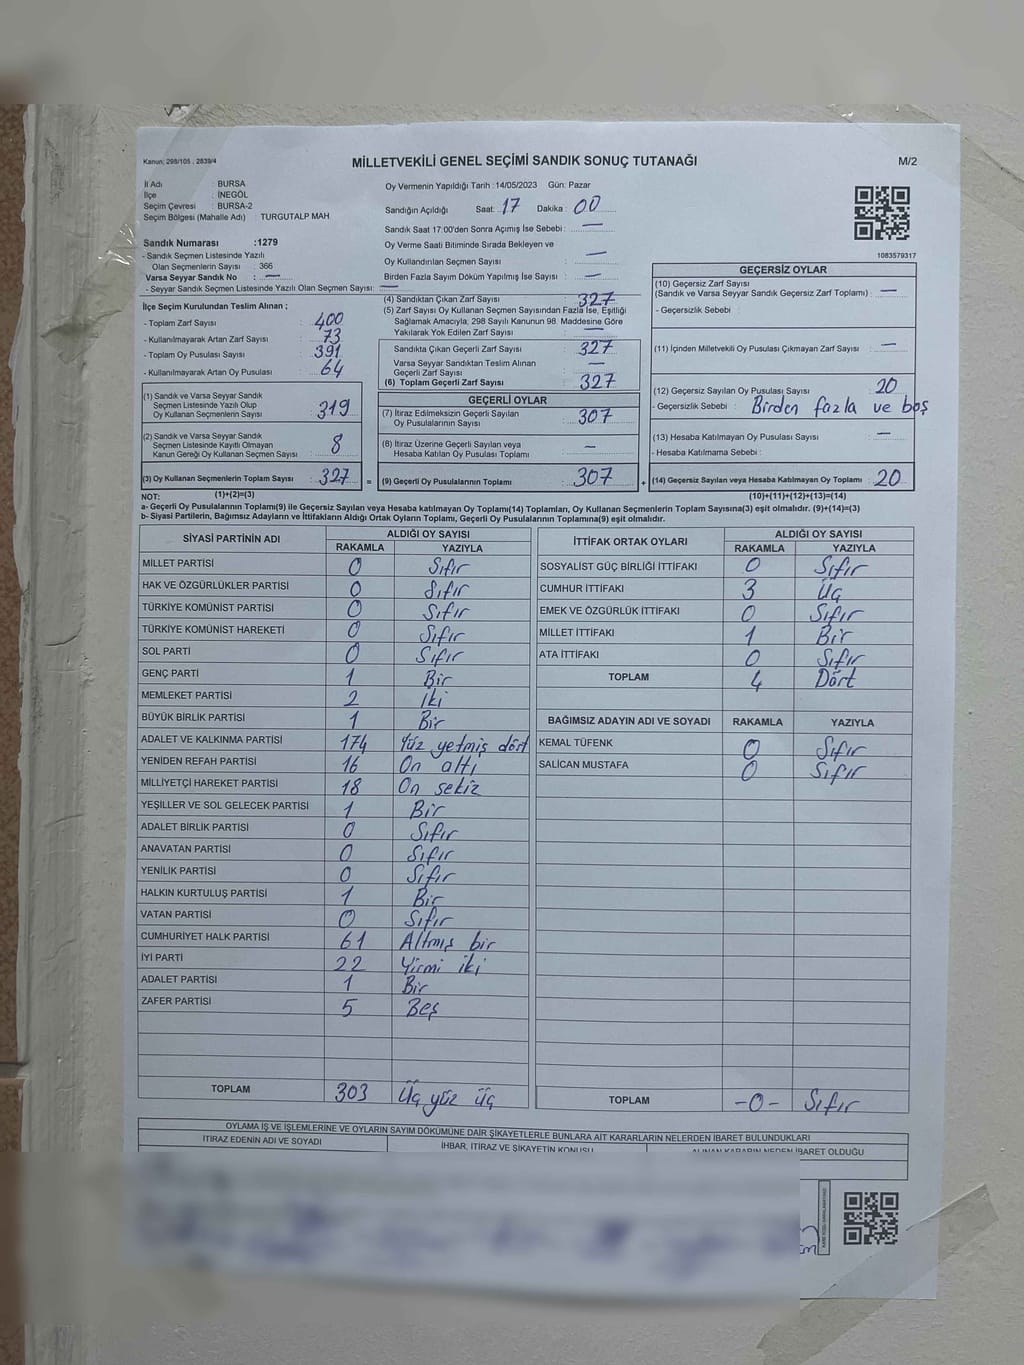 Kanun: 298/105 , 2839/4
MİLLETVEKİLİ GENEL SEÇİMİ SANDIK SONUÇ TUTANAĞI
M/2
İl Adı : BURSA
İlçe : İNEGÖL
Seçim Çevresi : BURSA-2
Seçim Bölgesi (Mahalle Adı) : TURGUTALP MAH.
Sandık Numarası :1279
- Sandık Seçmen Listesinde Yazılı
Olan Seçmenlerin Sayısı : 366
Varsa Seyyar Sandık No : —
- Seyyar Sandık Seçmen Listesinde Yazılı Olan Seçmen Sayısı: —
Oy Vermenin Yapıldığı Tarih :14/05/2023 Gün: Pazar
Sandığın Açıldığı Saat: 17 Dakika : 00
Sandık Saat 17:00'den Sonra Açımış İse Sebebi : —
Oy Verme Saati Bitiminde Sırada Bekleyen ve
Oy Kullandırılan Seçmen Sayısı : —
Birden Fazla Sayım Döküm Yapılmış İse Sayısı : —
1083579317
İlçe Seçim Kurulundan Teslim Alınan ;
- Toplam Zarf Sayısı : 400
- Kullanılmayarak Artan Zarf Sayısı : 73
- Toplam Oy Pusulası Sayısı : 391
- Kullanılmayarak Artan Oy Pusulası : 64
(1) Sandık ve Varsa Seyyar Sandık
Seçmen Listesinde Yazılı Olup
Oy Kullanan Seçmenlerin Sayısı : 319
(2) Sandık ve Varsa Seyyar Sandık
Seçmen Listesinde Kayıtlı Olmayan
Kanun Gereği Oy Kullanan Seçmen Sayısı : 8
(3) Oy Kullanan Seçmenlerin Toplam Sayısı : 327 =
(4) Sandıktan Çıkan Zarf Sayısı : 327
(5) Zarf Sayısı Oy Kullanan Seçmen Sayısından Fazla İse, Eşitliği
Sağlamak Amacıyla, 298 Sayılı Kanunun 98. Maddesine Göre
Yakılarak Yok Edilen Zarf Sayısı : —
Sandıkta Çıkan Geçerli Zarf Sayısı : 327
Varsa Seyyar Sandıktan Teslim Alınan
Geçerli Zarf Sayısı : —
(6) Toplam Geçerli Zarf Sayısı : 327
GEÇERLİ OYLAR
(7) İtiraz Edilmeksizin Geçerli Sayılan
Oy Pusulalarının Sayısı : 307
(8) İtiraz Üzerine Geçerli Sayılan veya
Hesaba Katılan Oy Pusulası Toplamı : —
(9) Geçerli Oy Pusulalarının Toplamı : 307 +
GEÇERSİZ OYLAR
(10) Geçersiz Zarf Sayısı
(Sandık ve Varsa Seyyar Sandık Geçersiz Zarf Toplamı) : —
- Geçersizlik Sebebi :
(11) İçinden Milletvekili Oy Pusulası Çıkmayan Zarf Sayısı : —
(12) Geçersiz Sayılan Oy Pusulası Sayısı : 20
- Geçersizlik Sebebi : Birden fazla ve boş
(13) Hesaba Katılmayan Oy Pusulası Sayısı : —
- Hesaba Katılmama Sebebi :
(14) Geçersiz Sayılan veya Hesaba Katılmayan Oy Toplamı : 20
NOT: (1)+(2)=(3) (10)+(11)+(12)+(13)=(14)
a- Geçerli Oy Pusulalarının Toplamı(9) ile Geçersiz Sayılan veya Hesaba katılmayan Oy Toplamı(14) Toplamları, Oy Kullanan Seçmenlerin Toplam Sayısına(3) eşit olmalıdır. (9)+(14)=(3)
b- Siyasi Partilerin, Bağımsız Adayların ve İttifakların Aldığı Ortak Oyların Toplamı, Geçerli Oy Pusulalarının Toplamına(9) eşit olmalıdır.
SİYASİ PARTİNİN ADI ALDIĞI OY SAYISI
RAKAMLA YAZIYLA
MİLLET PARTİSİ 0 Sıfır
HAK VE ÖZGÜRLÜKLER PARTİSİ 0 Sıfır
TÜRKİYE KOMÜNİST PARTİSİ 0 Sıfır
TÜRKİYE KOMÜNİST HAREKETİ 0 Sıfır
SOL PARTİ 0 Sıfır
GENÇ PARTİ 1 Bir
MEMLEKET PARTİSİ 2 İki
BÜYÜK BİRLİK PARTİSİ 1 Bir
ADALET VE KALKINMA PARTİSİ 174 Yüz yetmiş dört
YENİDEN REFAH PARTİSİ 16 On altı
MİLLİYETÇİ HAREKET PARTİSİ 18 On sekiz
YEŞİLLER VE SOL GELECEK PARTİSİ 1 Bir
ADALET BİRLİK PARTİSİ 0 Sıfır
ANAVATAN PARTİSİ 0 Sıfır
YENİLİK PARTİSİ 0 Sıfır
HALKIN KURTULUŞ PARTİSİ 1 Bir
VATAN PARTİSİ 0 Sıfır
CUMHURİYET HALK PARTİSİ 61 Altmış bir
İYİ PARTİ 22 Yirmi iki
ADALET PARTİSİ 1 Bir
ZAFER PARTİSİ 5 Beş
TOPLAM 303 Üç yüz üç
İTTİFAK ORTAK OYLARI ALDIĞI OY SAYISI
RAKAMLA YAZIYLA
SOSYALİST GÜÇ BİRLİĞİ İTTİFAKI 0 Sıfır
CUMHUR İTTİFAKI 3 Üç
EMEK VE ÖZGÜRLÜK İTTİFAKI 0 Sıfır
MİLLET İTTİFAKI 1 Bir
ATA İTTİFAKI 0 Sıfır
TOPLAM 4 Dört
BAĞIMSIZ ADAYIN ADI VE SOYADI RAKAMLA YAZIYLA
KEMAL TÜFENK 0 Sıfır
SALİCAN MUSTAFA 0 Sıfır
TOPLAM -0- Sıfır
OYLAMA İŞ VE İŞLEMLERİNE VE OYLARIN SAYIM DÖKÜMÜNE DAİR ŞİKAYETLERLE BUNLARA AİT KARARLARIN NELERDEN İBARET BULUNDUKLARI
İTİRAZ EDENİN ADI VE SOYADI İHBAR, İTİRAZ VE ŞİKAYETİN KONUSU ALINAN KARARIN NEDEN İBARET OLDUĞU